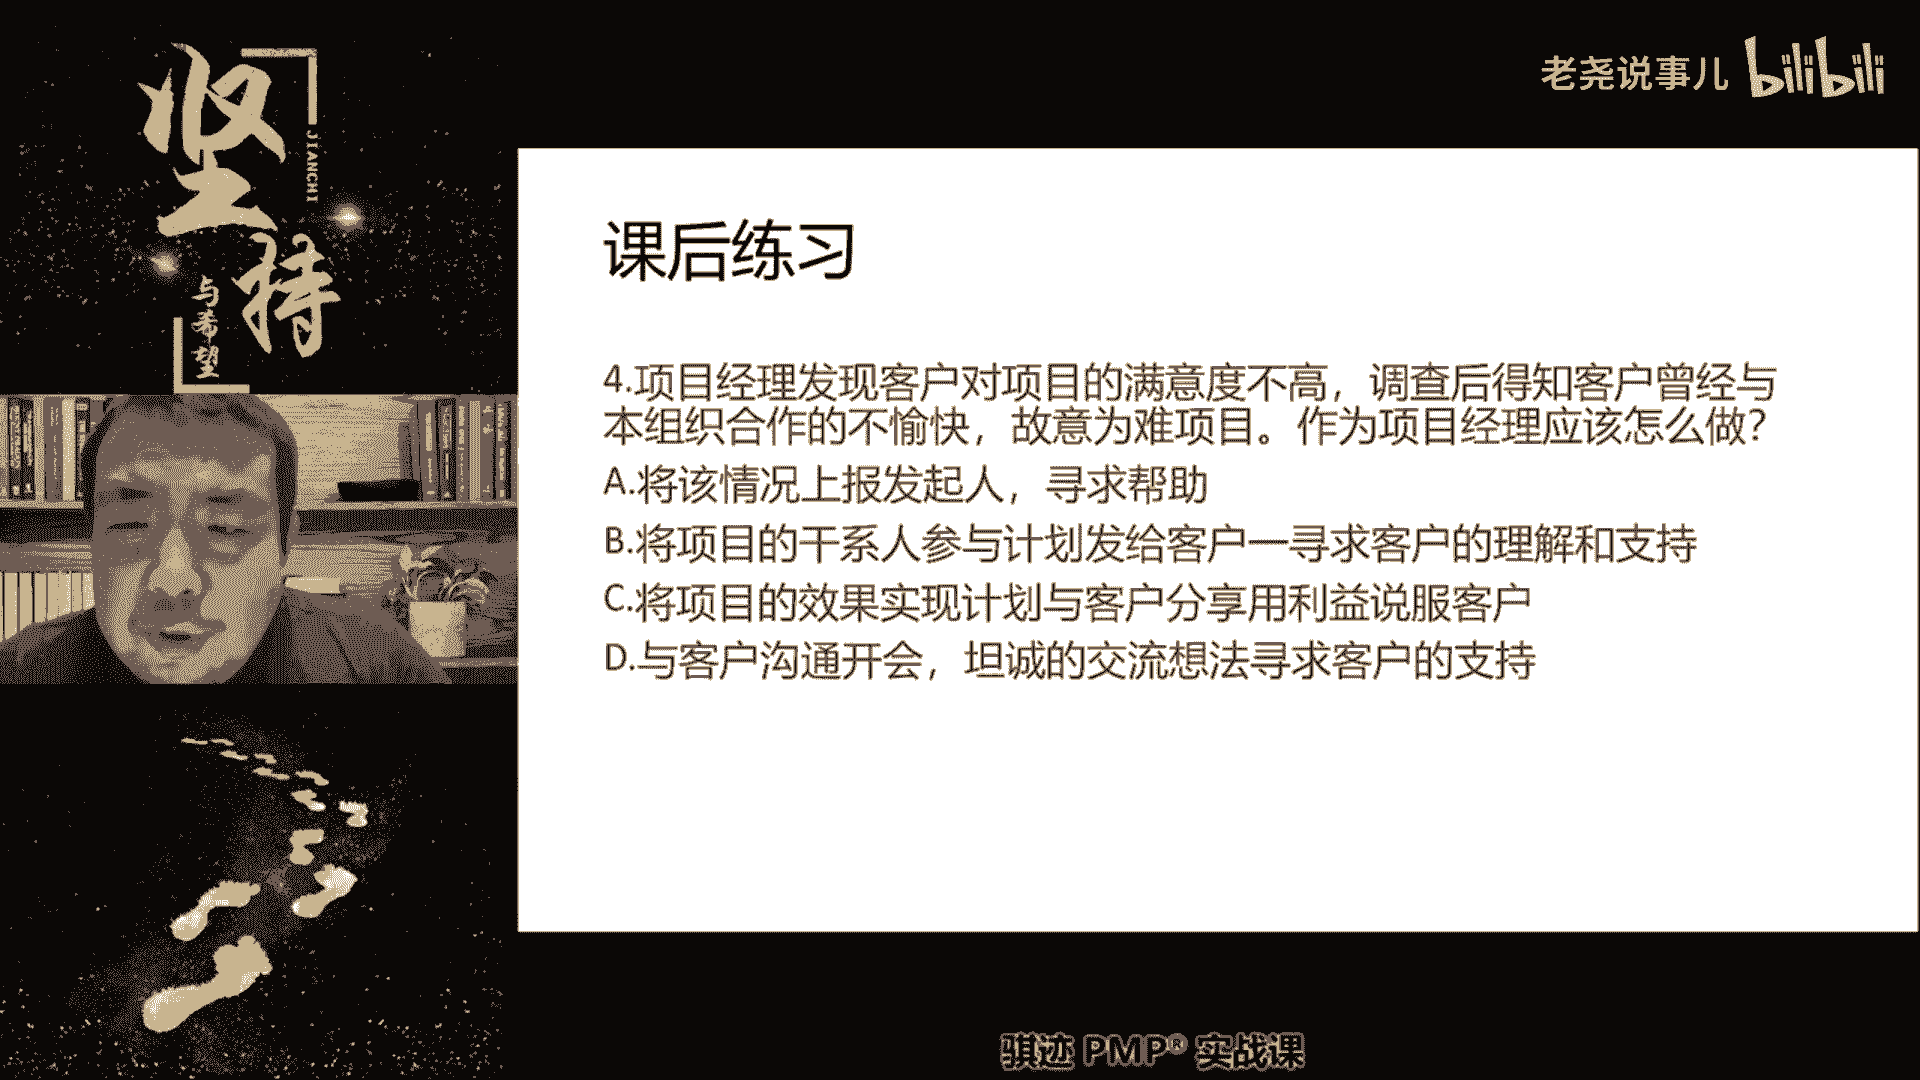 坚持
JIANCHI
与希望
老尧说事儿 bilibili
课后练习
4.项目经理发现客户对项目的满意度不高，调查后得知客户曾经与
本组织合作的不愉快，故意为难项目。作为项目经理应该怎么做？
A.将该情况上报发起人，寻求帮助
B.将项目的干系人参与计划发给客户—寻求客户的理解和支持
C.将项目的效果实现计划与客户分享用利益说服客户
D.与客户沟通开会，坦诚的交流想法寻求客户的支持
骐迹 PMP® 实战课